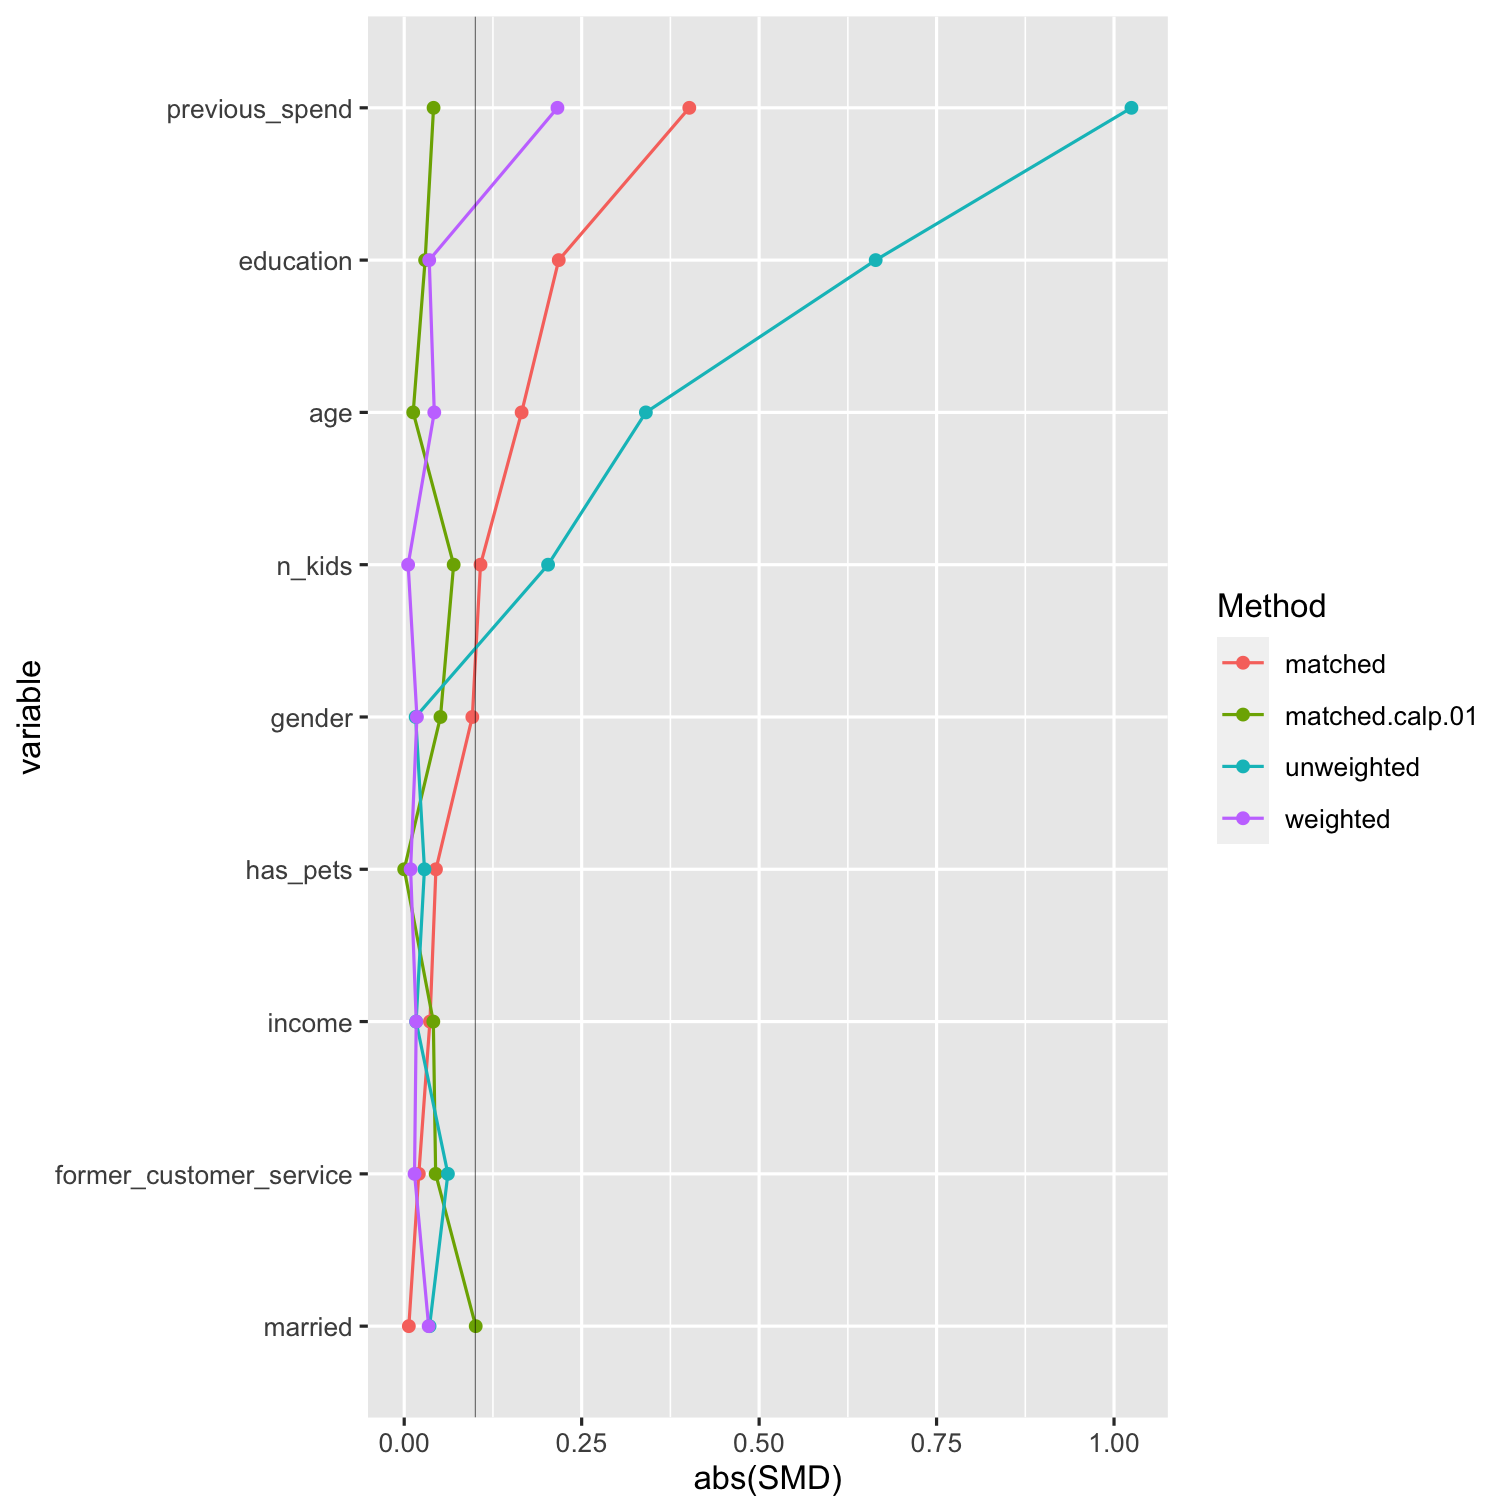 previous_spend
education
age
n_kids
gender
has_pets
income
former_customer_service
married
variable
0.00 0.25 0.50 0.75 1.00
abs(SMD)
Method
matched
matched.calp.01
unweighted
weighted